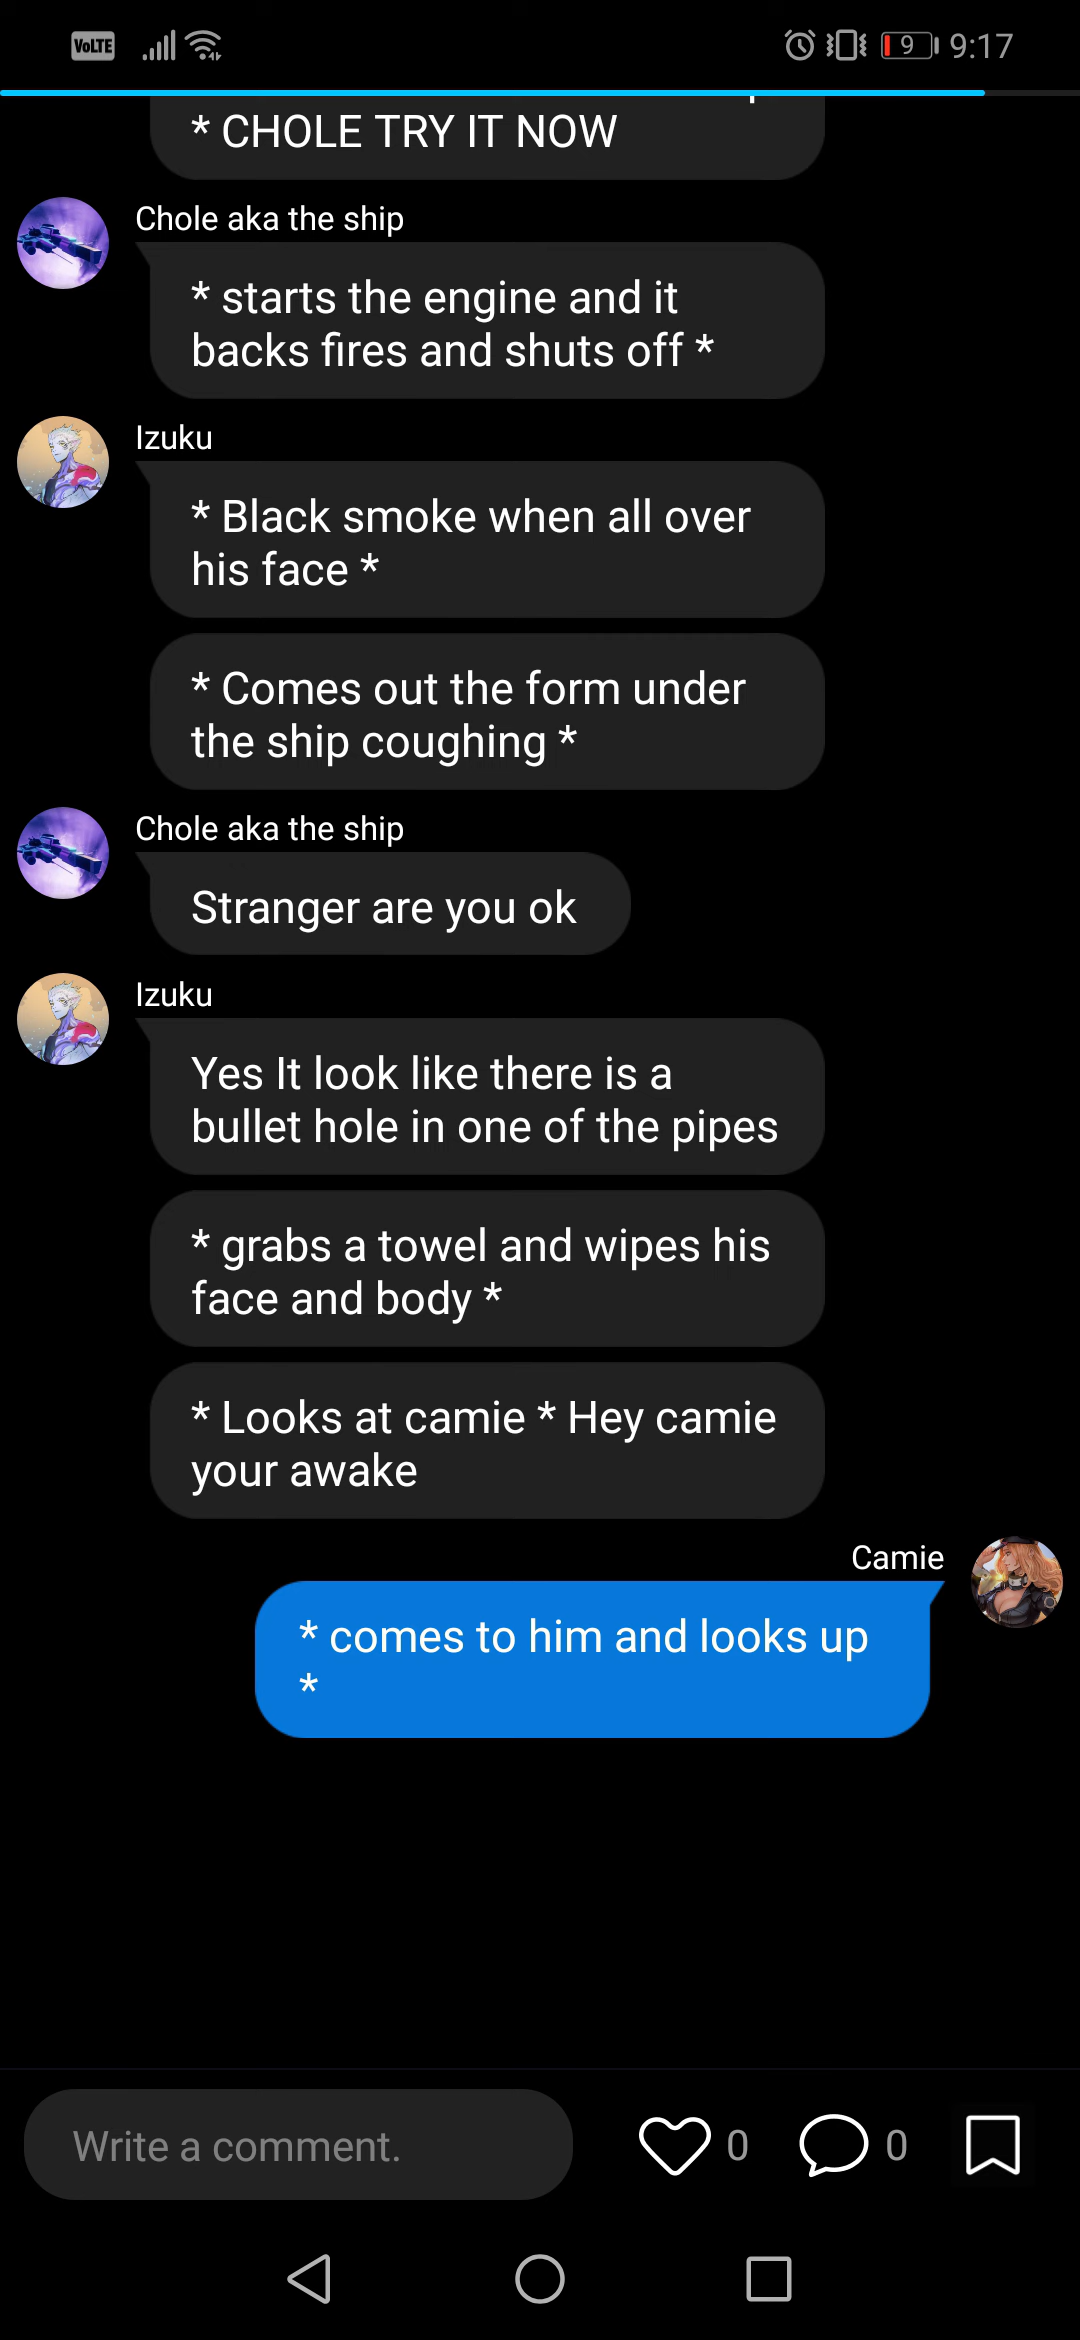 VoLTE
9
9:17
* CHOLE TRY IT NOW
Chole aka the ship
* starts the engine and it
backs fires and shuts off *
Izuku
* Black smoke when all over
his face *
* Comes out the form under
the ship coughing *
Chole aka the ship
Stranger are you ok
Izuku
Yes It look like there is a
bullet hole in one of the pipes
* grabs a towel and wipes his
face and body *
* Looks at camie * Hey camie
your awake
Camie
* comes to him and looks up
*
Write a comment.
0
0